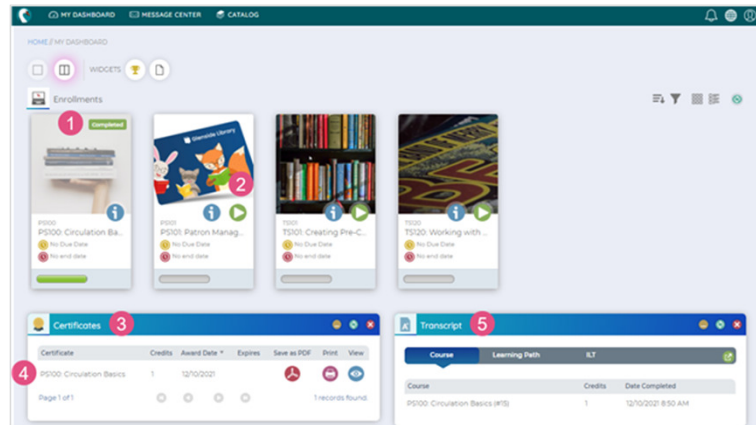 MY DASHBOARD MESSAGE CENTER CATALOG
HOME / MY DASHBOARD
WIDGETS
Enrollments
1
Completed
Glenside Library
2
PS100
PS100: Circulation Ba...
No Due Date
No end date
PS101
PS101: Patron Manag...
No Due Date
No end date
TS101
TS101: Creating Pre-C...
No Due Date
No end date
TS120
TS120: Working with ...
No Due Date
No end date
Certificates 3
Certificate Credits Award Date Expires Save as PDF Print View
4 PS100: Circulation Basics 1 12/10/2021
Page 1 of 1 1 records found.
Transcript 5
Course Learning Path ILT
Course Credits Date Completed
PS100: Circulation Basics (#15) 1 12/10/2021 8:50 AM